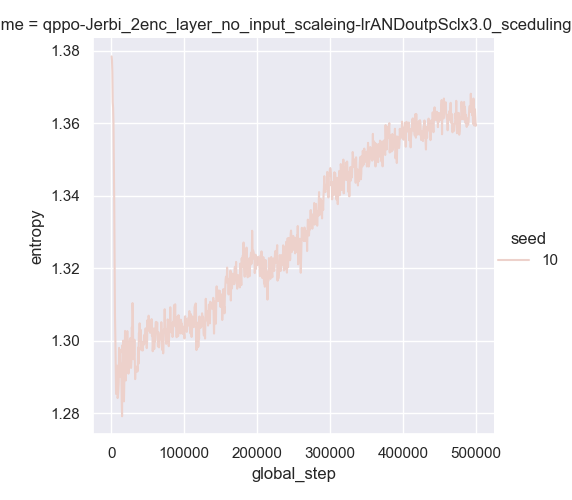 me = qppo-Jerbi_2enc_layer_no_input_scaleing-lrANDoutpSclx3.0_sceduling
1.38
1.36
1.34
1.32
1.30
1.28
entropy
0 100000 200000 300000 400000 500000
global_step
seed
10